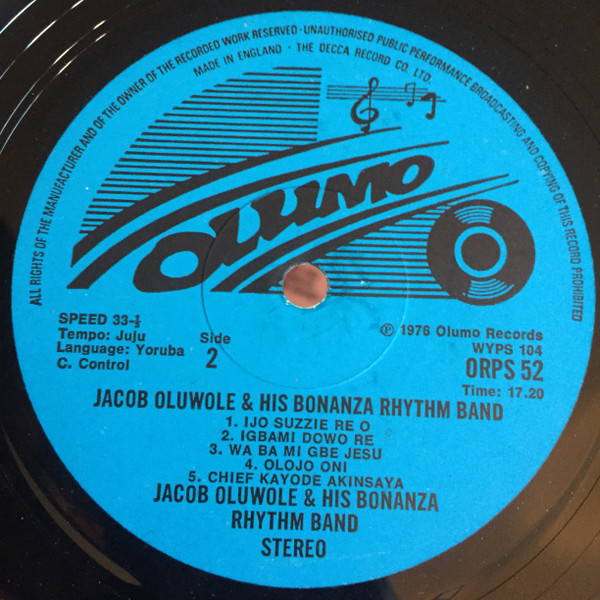 ALL RIGHTS OF THE MANUFACTURER AND OF THE OWNER OF THE RECORDED WORK RESERVED · UNAUTHORISED PUBLIC PERFORMANCE BROADCASTING AND COPYING OF THIS RECORD PROHIBITED
MADE IN ENGLAND · THE DECCA RECORD CO. LTD.
OLUMO
SPEED 33-⅓
Tempo: Juju
Language: Yoruba
C. Control
Side
2
℗ 1976 Olumo Records
WYPS 104
ORPS 52
Time: 17.20
JACOB OLUWOLE & HIS BONANZA RHYTHM BAND
1. IJO SUZZIE RE O
2. IGBAMI DOWO RE
3. WA BA MI GBE JESU
4. OLOJO ONI
5. CHIEF KAYODE AKINSAYA
JACOB OLUWOLE & HIS BONANZA
RHYTHM BAND
STEREO